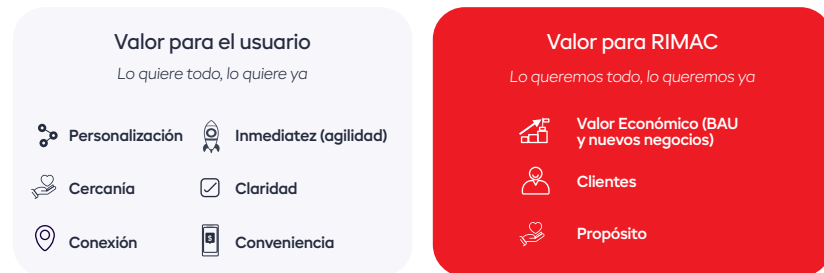 Valor para el usuario
Lo quiere todo, lo quiere ya
Personalización
Inmediatez (agilidad)
Cercanía
Claridad
Conexión
Conveniencia
Valor para RIMAC
Lo queremos todo, lo queremos ya
Valor Económico (BAU
y nuevos negocios)
Clientes
Propósito